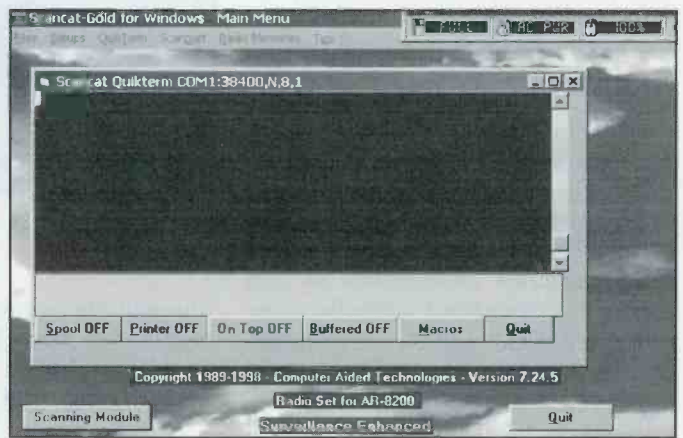 Scancat-Gold for Windows Main Menu
FULL AC PWR 100%
Scancat Quikterm COM1:38400,N,8,1
Spool OFF Printer OFF On Top OFF Buffered OFF Macros Quit
Copyright 1989-1998 - Computer Aided Technologies - Version 7.24.5
Radio Set for AR-8200
Scanning Module Quit
Surveillance Enhanced